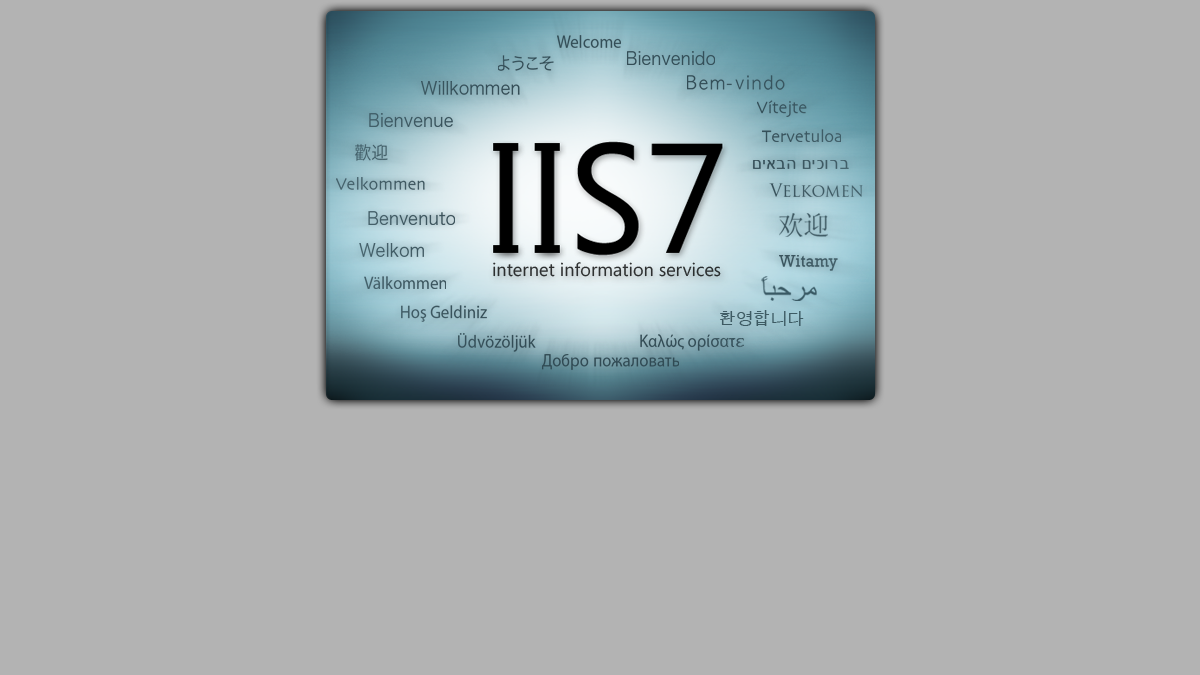 Welcome
Bienvenido
ようこそ
Bem-vindo
Willkommen
Vítejte
Bienvenue
Tervetuloa
歡迎
ברוכים הבאים
Velkommen
VELKOMEN
Benvenuto
欢迎
Welkom
Witamy
Välkommen
مرحباً
Hoş Geldiniz
환영합니다
Üdvözöljük
Καλώς ορίσατε
Добро пожаловать
IIS7
internet information services